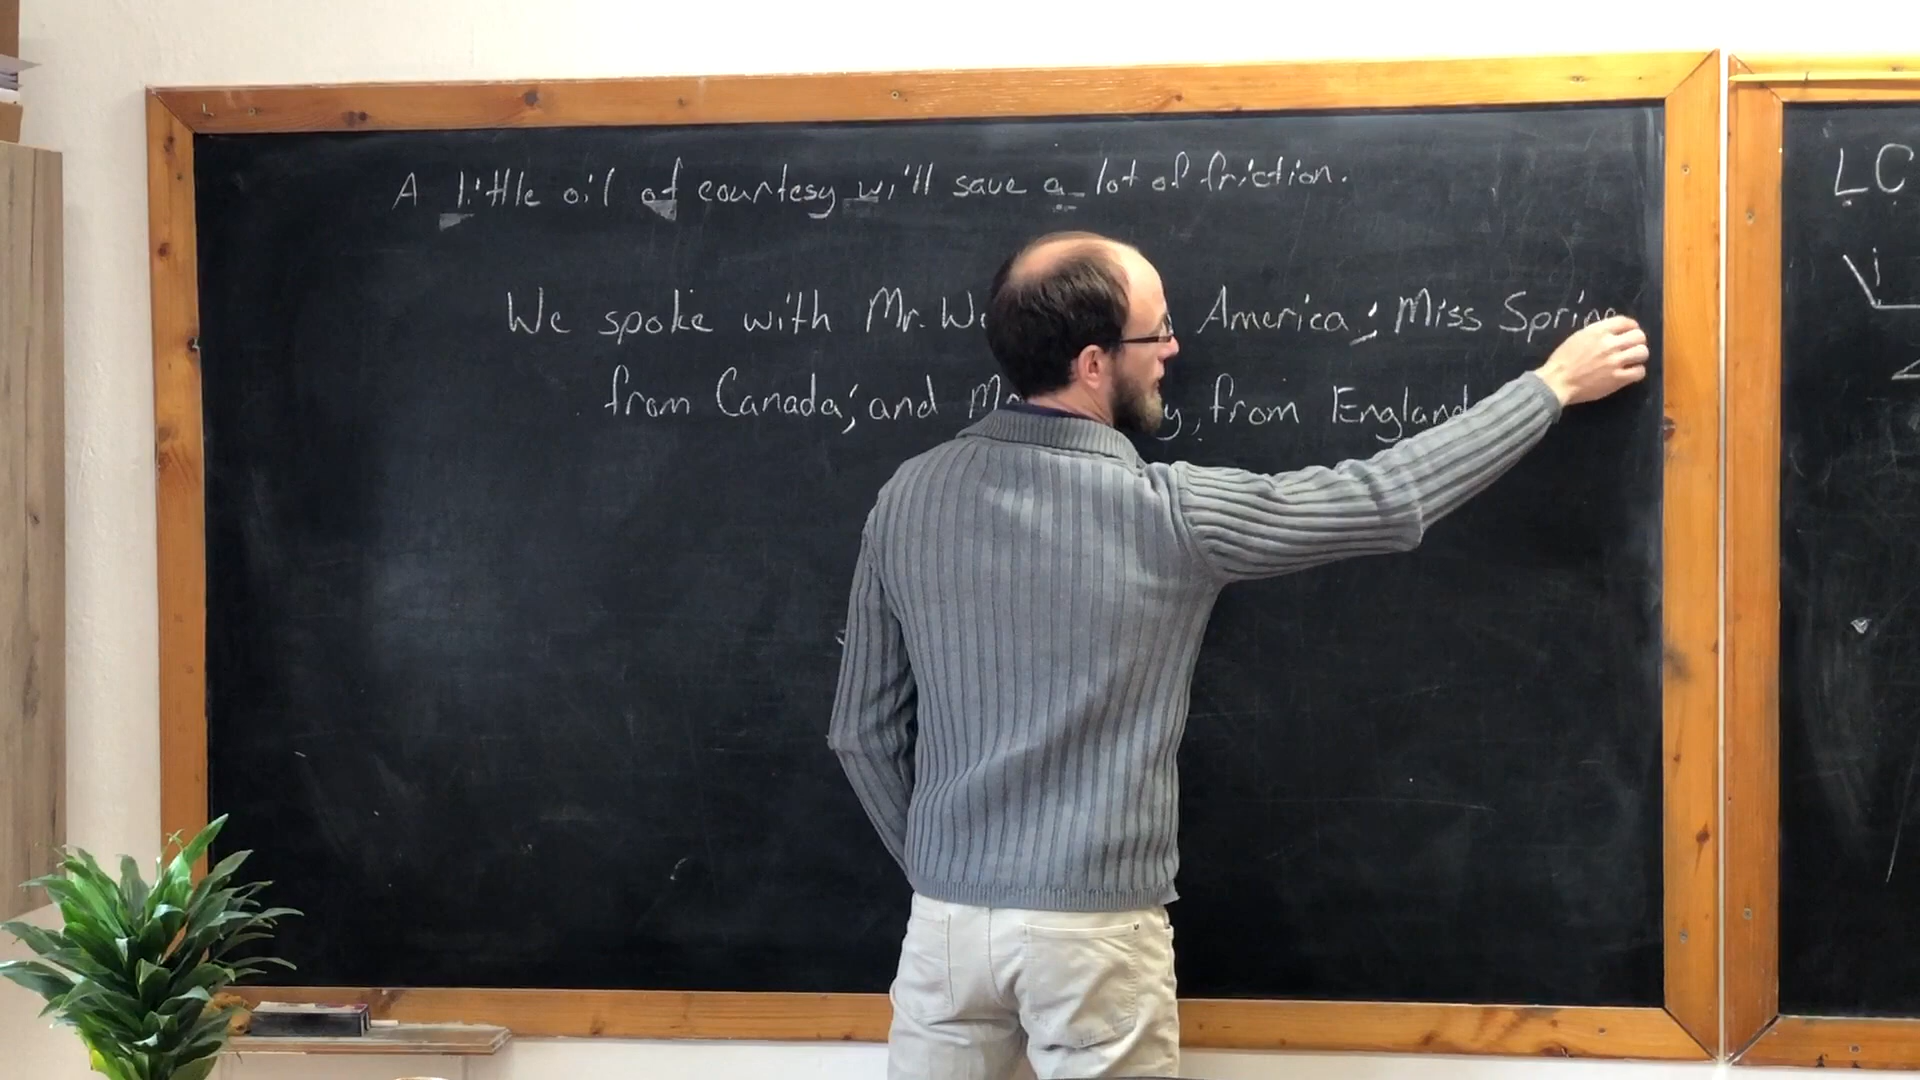 A little oil of courtesy will save a lot of friction.
We spoke with Mr. America; Miss Spring
from Canada; and from England
LC